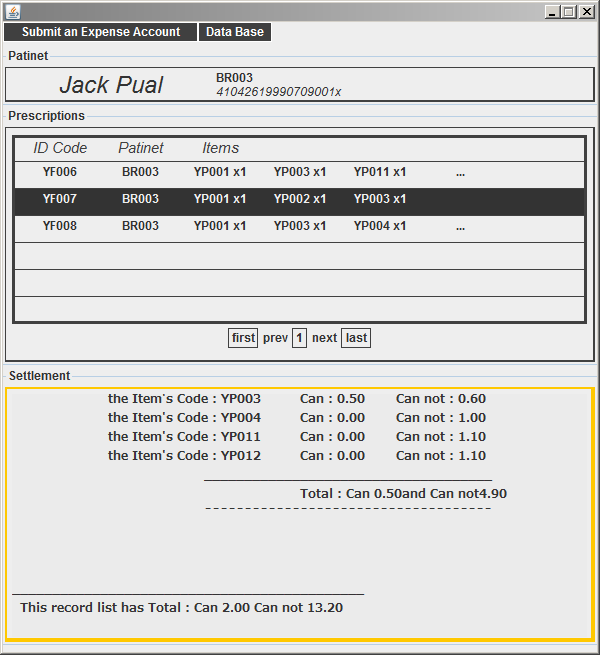 Submit an Expense Account Data Base
Patinet
Jack Pual BR003
41042619990709001x
Prescriptions
ID Code Patinet Items
YF006 BR003 YP001 x1 YP003 x1 YP011 x1 ...
YF007 BR003 YP001 x1 YP002 x1 YP003 x1
YF008 BR003 YP001 x1 YP003 x1 YP004 x1 ...
first prev 1 next last
Settlement
the Item's Code : YP003 Can : 0.50 Can not : 0.60
the Item's Code : YP004 Can : 0.00 Can not : 1.00
the Item's Code : YP011 Can : 0.00 Can not : 1.10
the Item's Code : YP012 Can : 0.00 Can not : 1.10
Total : Can 0.50and Can not4.90
This record list has Total : Can 2.00 Can not 13.20